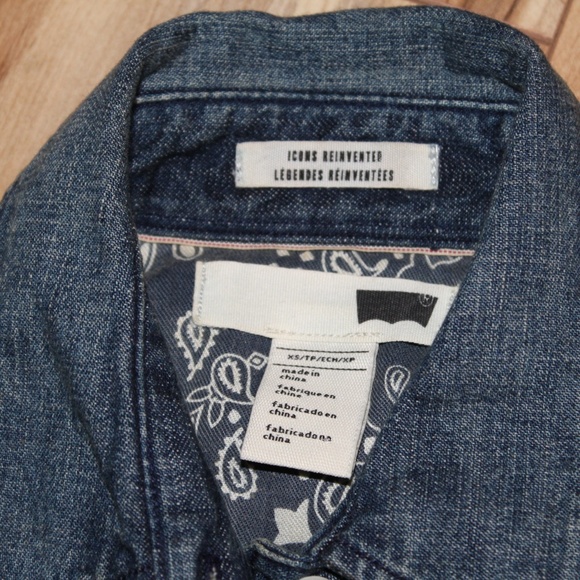 ICONS REINVENTED
LÉGENDES RÉINVENTÉES
XS/TP/ECH/XP
made in
china
fabrique en
chine
fabricado en
china
fabricado na
china